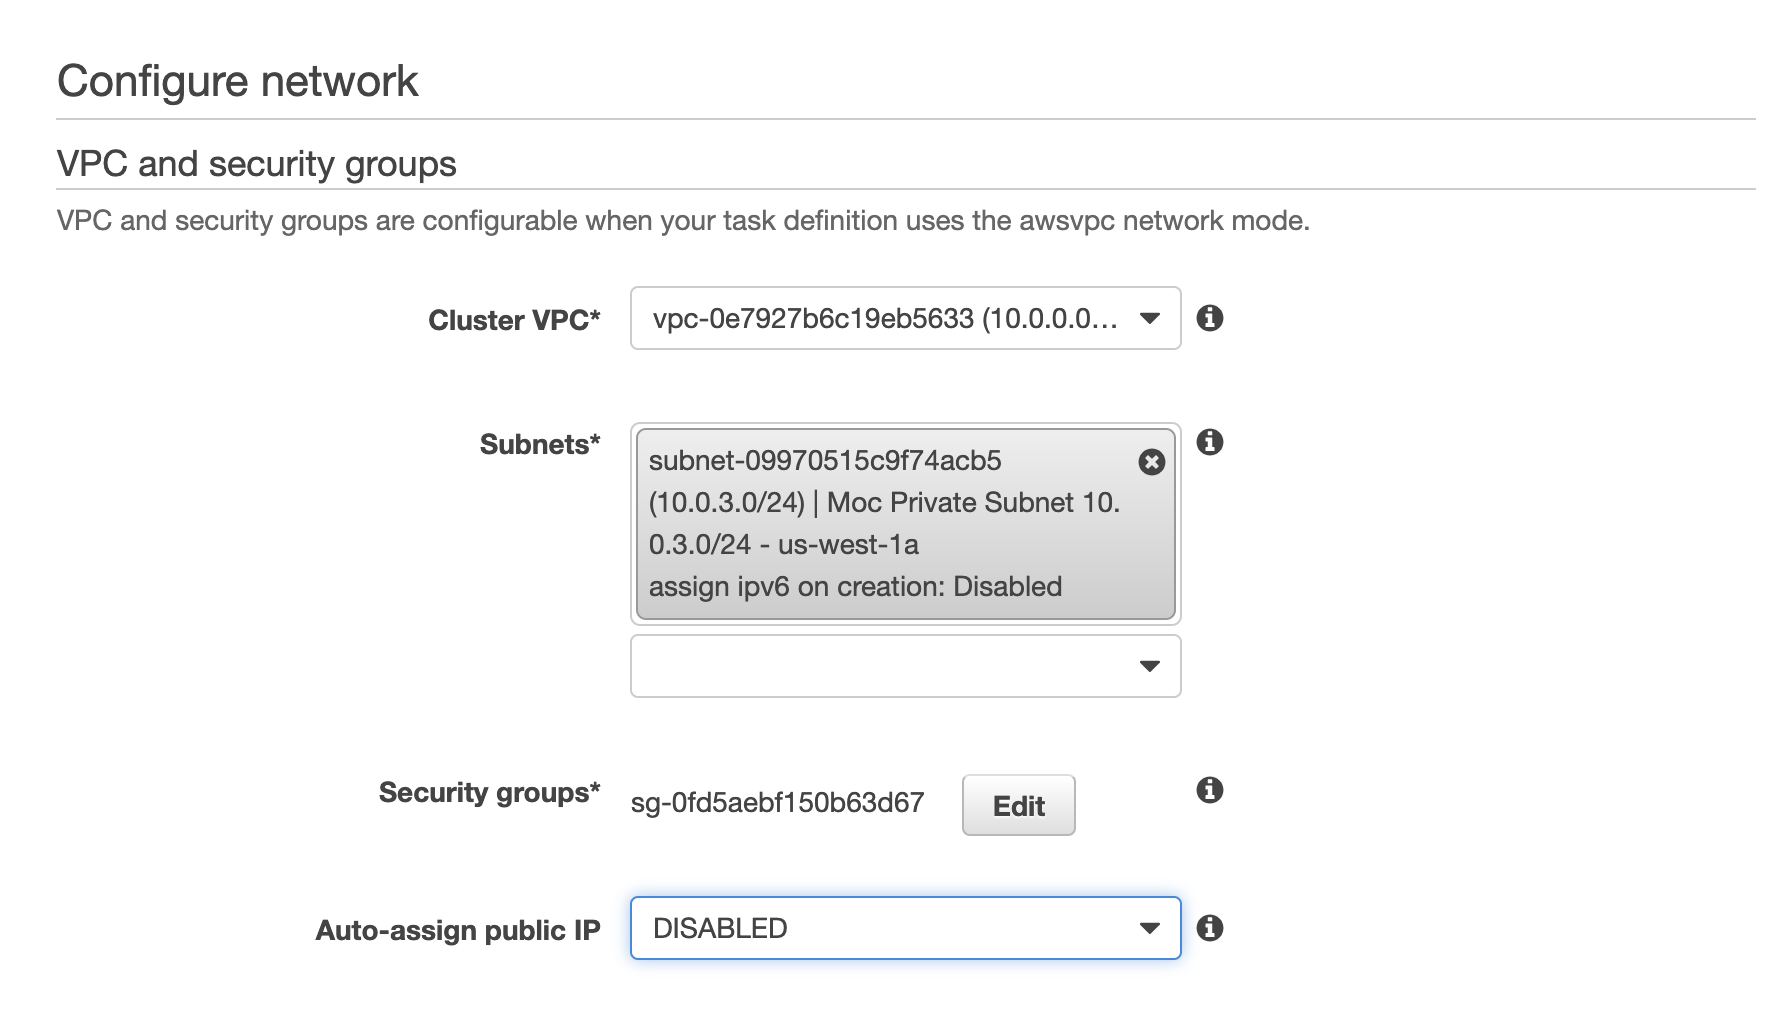 Configure network
VPC and security groups
VPC and security groups are configurable when your task definition uses the awsvpc network mode.
Cluster VPC*
vpc-0e7927b6c19eb5633 (10.0.0.0...
Subnets*
subnet-09970515c9f74acb5
(10.0.3.0/24) | Moc Private Subnet 10.
0.3.0/24 - us-west-1a
assign ipv6 on creation: Disabled
Security groups*
sg-0fd5aebf150b63d67
Edit
Auto-assign public IP
DISABLED